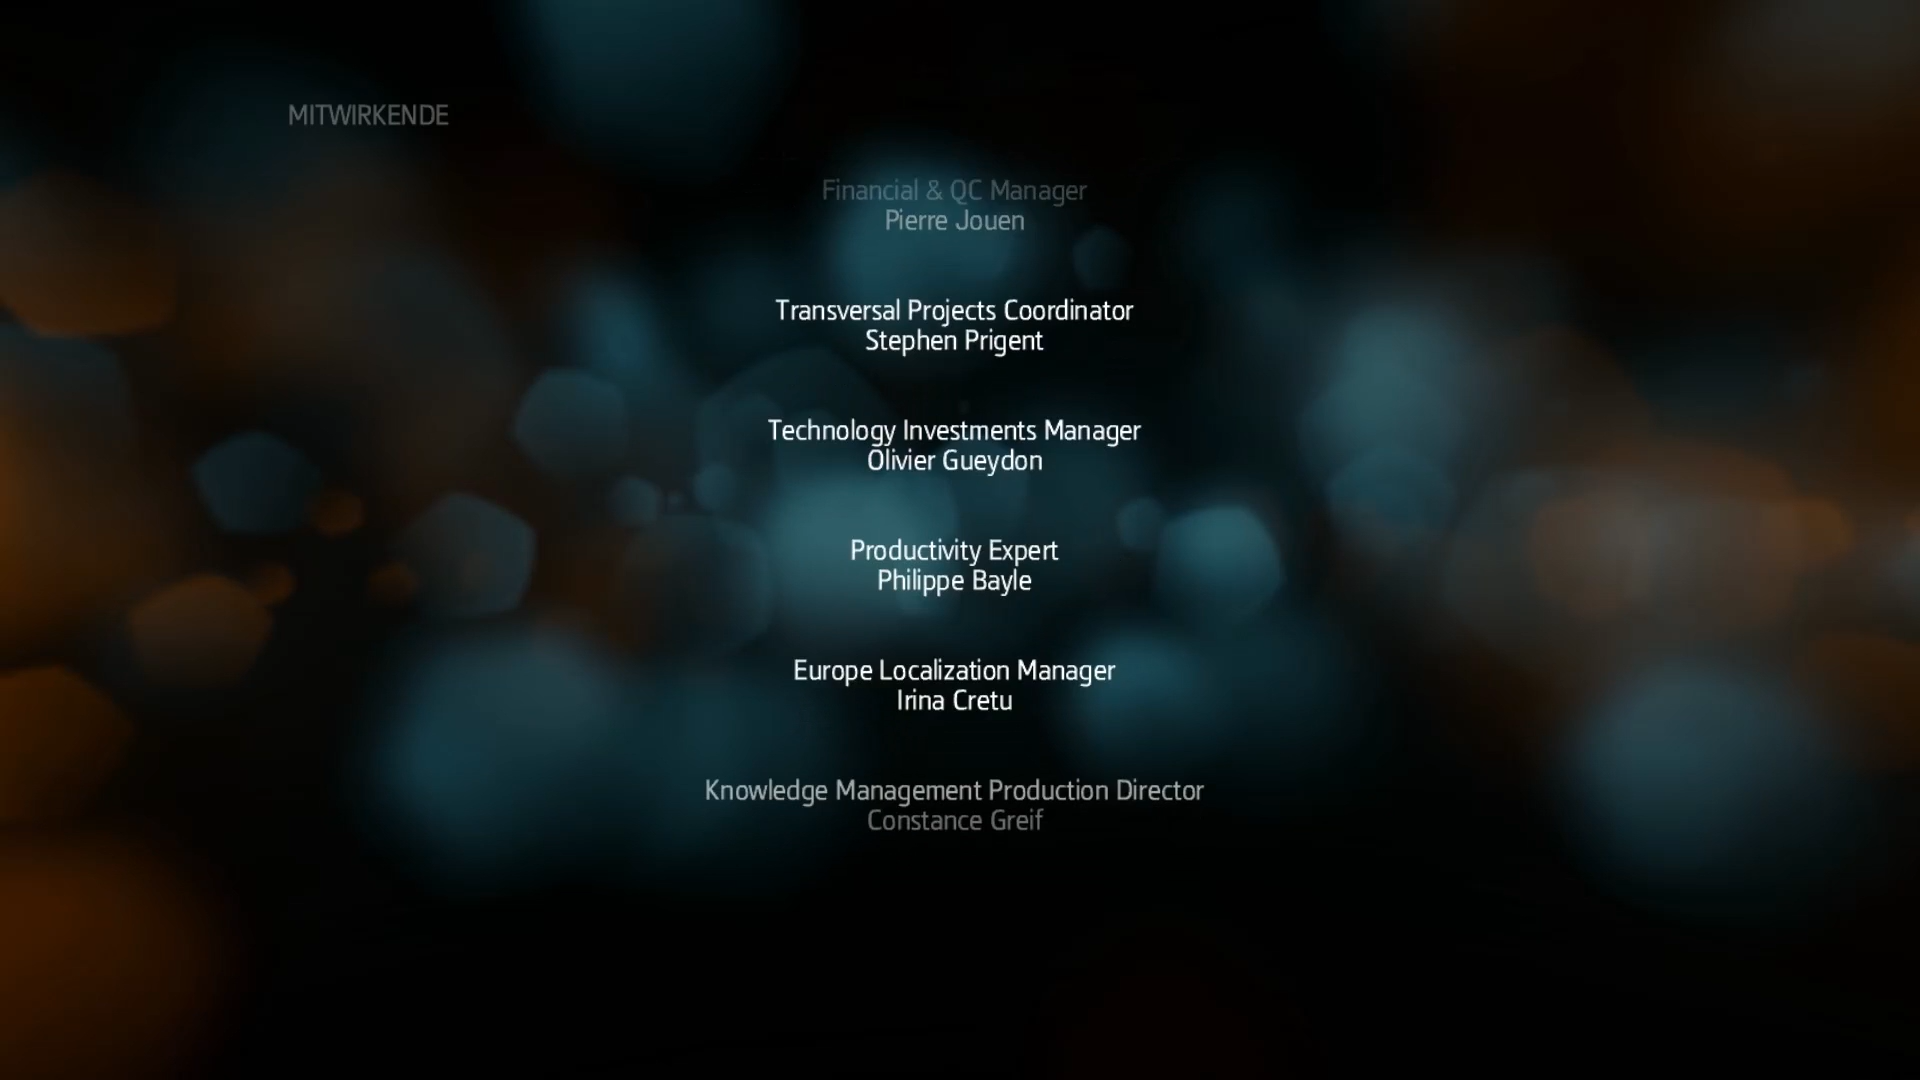 MITWIRKENDE
Financial & QC Manager
Pierre Jouen
Transversal Projects Coordinator
Stephen Prigent
Technology Investments Manager
Olivier Gueydon
Productivity Expert
Philippe Bayle
Europe Localization Manager
Irina Cretu
Knowledge Management Production Director
Constance Greif